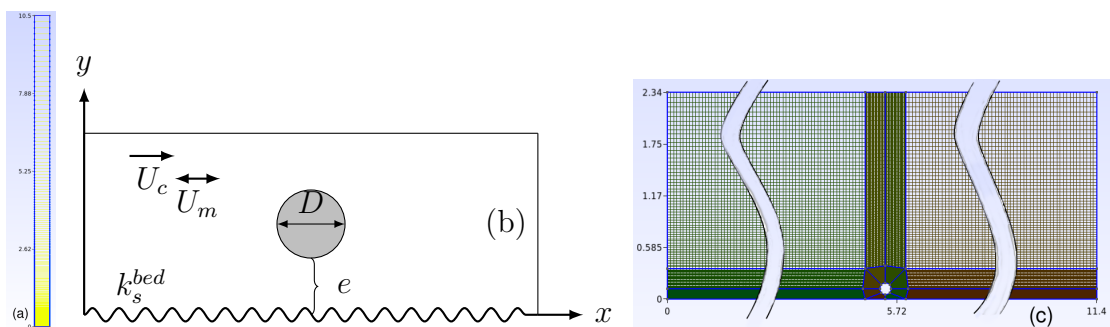 10.5
7.88
5.25
2.62
0
(a)
y
U_c
U_m
D
(b)
k_s^{bed}
e
x
2.34
1.75
1.17
0.585
0
0
5.72
11.4
(c)